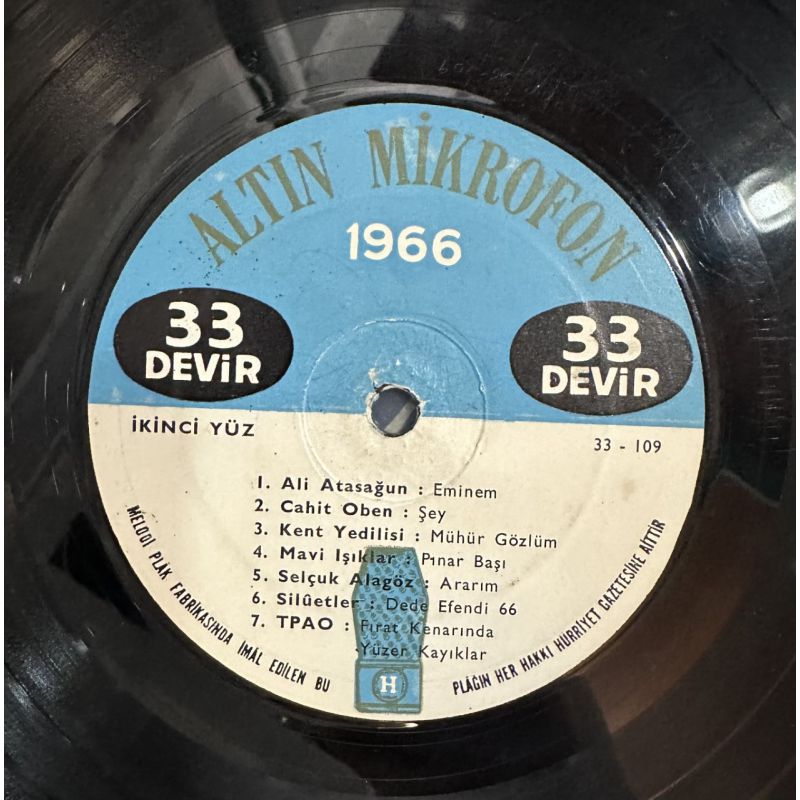 ALTIN MİKROFON
1966
33 DEVİR
33 DEVİR
İKİNCİ YÜZ
33 - 109
1. Ali Atasağun : Eminem
2. Cahit Oben : Şey
3. Kent Yedilisi : Mühür Gözlüm
4. Mavi Işıklar : Pınar Başı
5. Selçuk Alagöz : Ararım
6. Silûetler : Dede Efendi 66
7. TPAO : Fırat Kenarında
Yüzer Kayıklar
H
MELODİ PLÂK FABRİKASINDA İMÂL EDİLEN BU
PLÂĞIN HER HAKKI HÜRRİYET GAZETESİNE AİTTİR